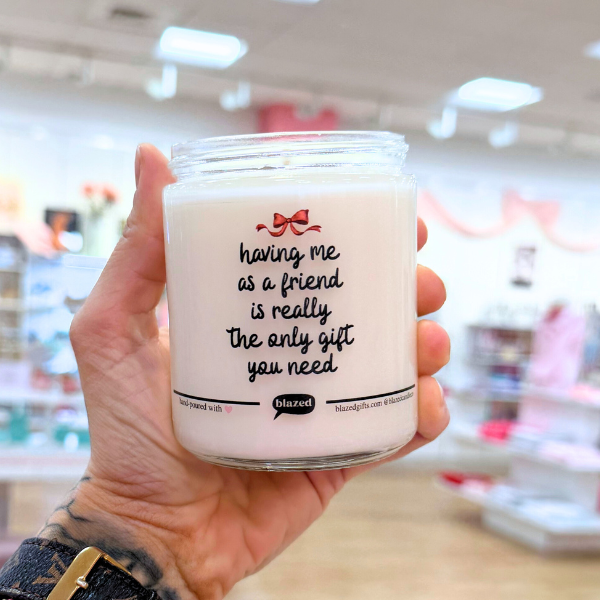 having me
as a friend
is really
the only gift
you need
hand-poured with
blazed
blazedgifts.com